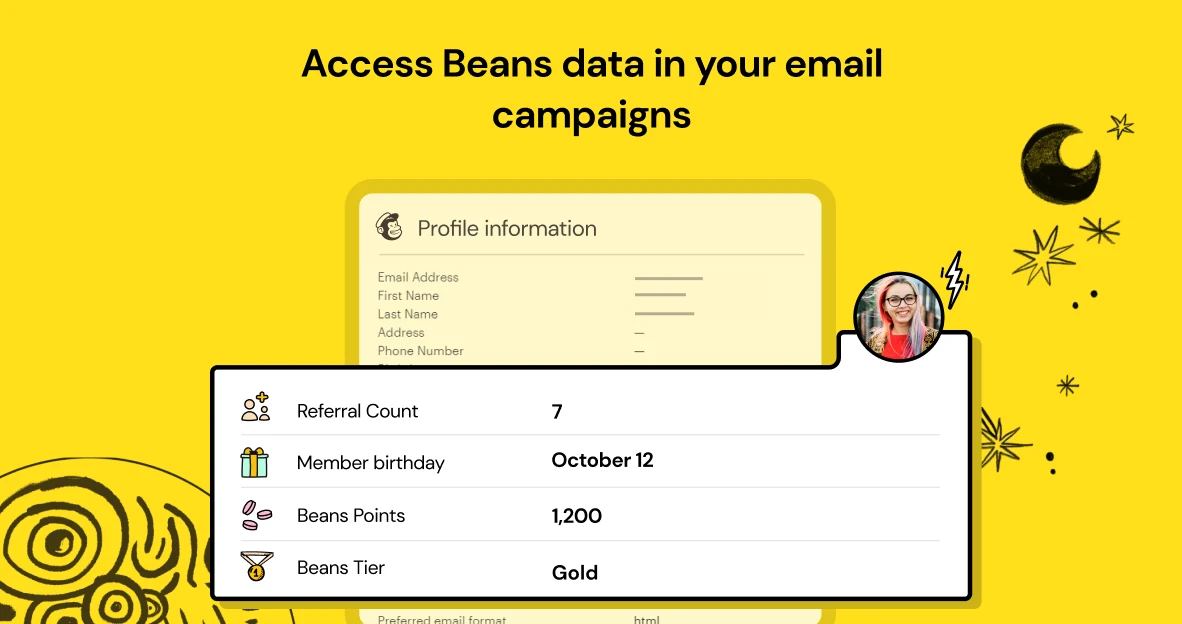 Access Beans data in your email
campaigns
Profile information
Email Address
First Name
Last Name
Address —
Phone Number —
Referral Count 7
Member birthday October 12
Beans Points 1,200
Beans Tier Gold
Preferred email format html